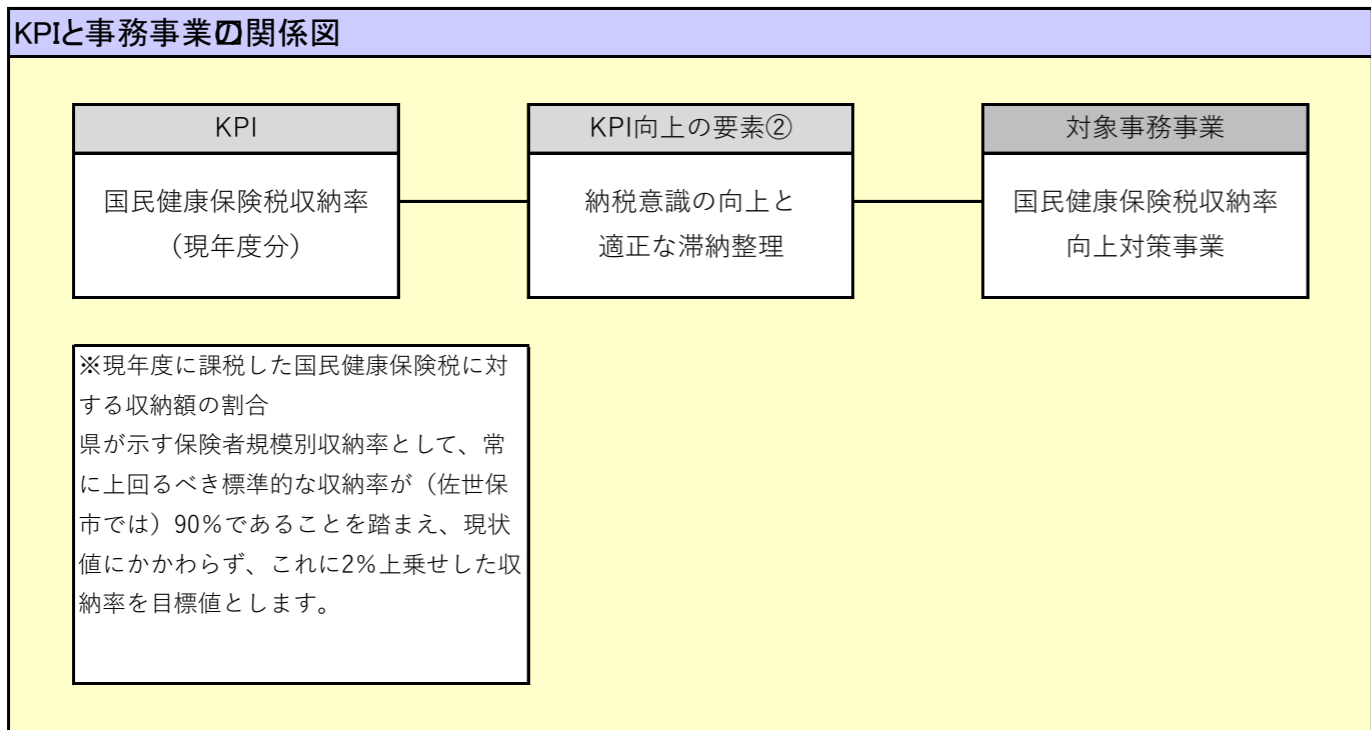 KPIと事務事業の関係図
KPI
国民健康保険税収納率
（現年度分）
KPI向上の要素②
納税意識の向上と
適正な滞納整理
対象事務事業
国民健康保険税収納率
向上対策事業
※現年度に課税した国民健康保険税に対
する収納額の割合
県が示す保険者規模別収納率として、常
に上回るべき標準的な収納率が（佐世保
市では）90％であることを踏まえ、現状
値にかかわらず、これに2％上乗せした収
納率を目標値とします。